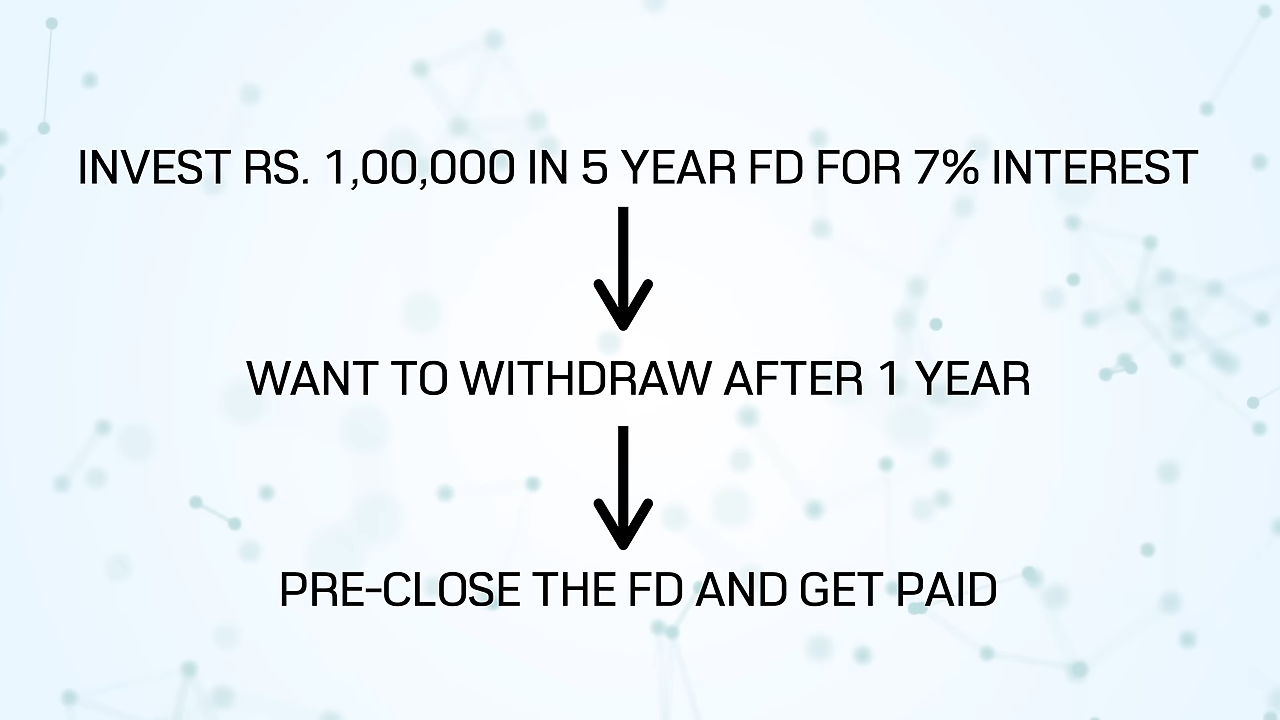 INVEST RS. 1,00,000 IN 5 YEAR FD FOR 7% INTEREST
WANT TO WITHDRAW AFTER 1 YEAR
PRE-CLOSE THE FD AND GET PAID